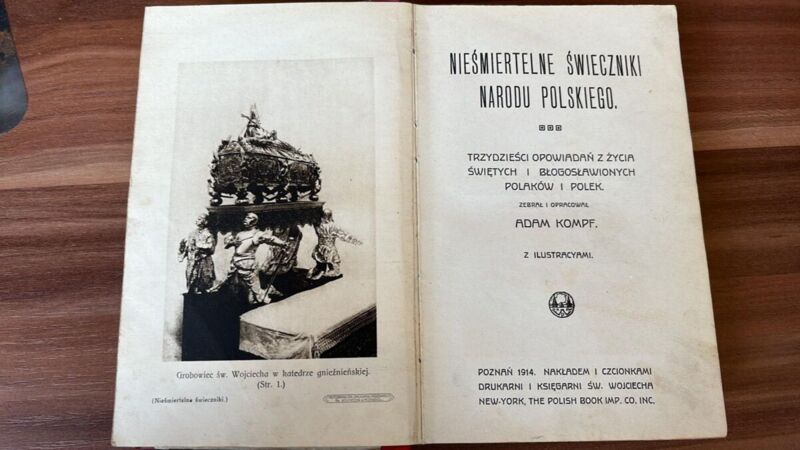 Grobowiec św. Wojciecha w katedrze gnieźnieńskiej.
(Str. 1.)
(Nieśmiertelne świeczniki.)
NIEŚMIERTELNE ŚWIECZNIKI
NARODU POLSKIEGO.
TRZYDZIEŚCI OPOWIADAŃ Z ŻYCIA
ŚWIĘTYCH I BŁOGOSŁAWIONYCH
POLAKÓW I POLEK.
ZEBRAŁ I OPRACOWAŁ
ADAM KOMPF.
Z ILUSTRACYAMI.
POZNAŃ 1914. NAKŁADEM I CZCIONKAMI
DRUKARNI I KSIĘGARNI ŚW. WOJCIECHA
NEW-YORK, THE POLISH BOOK IMP. CO. INC.